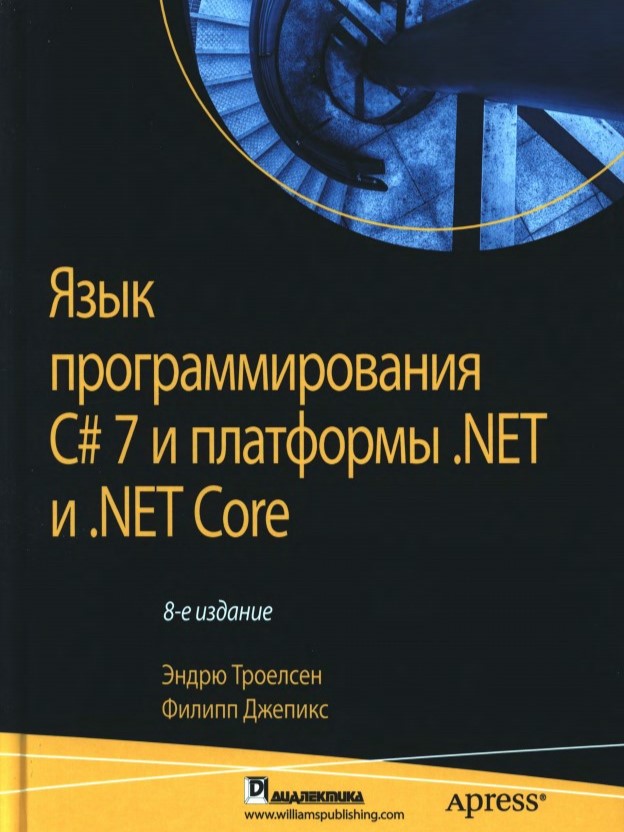 Язык
программирования
C# 7 и платформы .NET
и .NET Core
8-е издание
Эндрю Троелсен
Филипп Джепикс
ДИАЛЕКТИКА
www.williamspublishing.com
Apress®